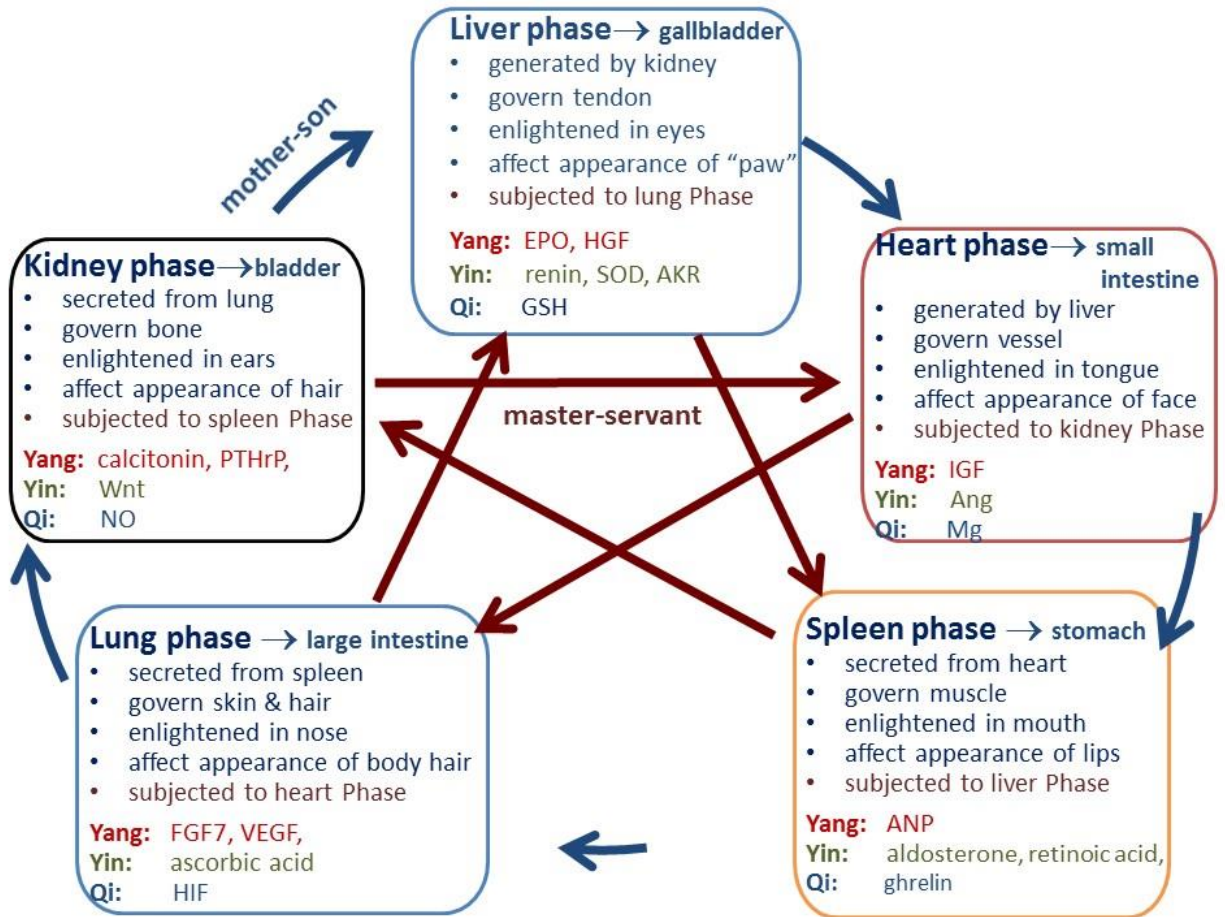 Liver phase → gallbladder
• generated by kidney
• govern tendon
• enlightened in eyes
• affect appearance of “paw”
• subjected to lung Phase
Yang: EPO, HGF
Yin: renin, SOD, AKR
Qi: GSH
mother-son
Kidney phase →bladder
• secreted from lung
• govern bone
• enlightened in ears
• affect appearance of hair
• subjected to spleen Phase
Yang: calcitonin, PTHrP,
Yin: Wnt
Qi: NO
Heart phase → small
intestine
• generated by liver
• govern vessel
• enlightened in tongue
• affect appearance of face
• subjected to kidney Phase
Yang: IGF
Yin: Ang
Qi: Mg
master-servant
Lung phase → large intestine
• secreted from spleen
• govern skin & hair
• enlightened in nose
• affect appearance of body hair
• subjected to heart Phase
Yang: FGF7, VEGF,
Yin: ascorbic acid
Qi: HIF
Spleen phase → stomach
• secreted from heart
• govern muscle
• enlightened in mouth
• affect appearance of lips
• subjected to liver Phase
Yang: ANP
Yin: aldosterone, retinoic acid,
Qi: ghrelin